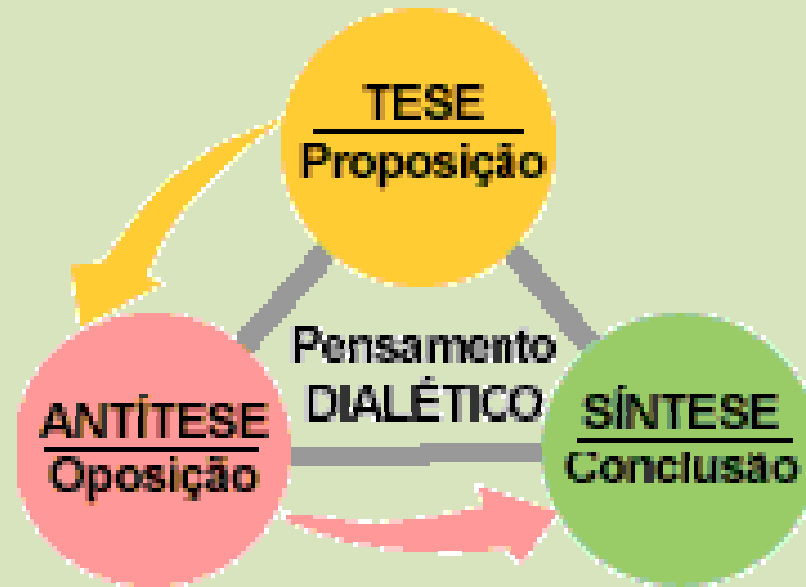 TESE
Proposição
Pensamento
DIALÉTICO
ANTÍTESE
Oposição
SÍNTESE
Conclusão